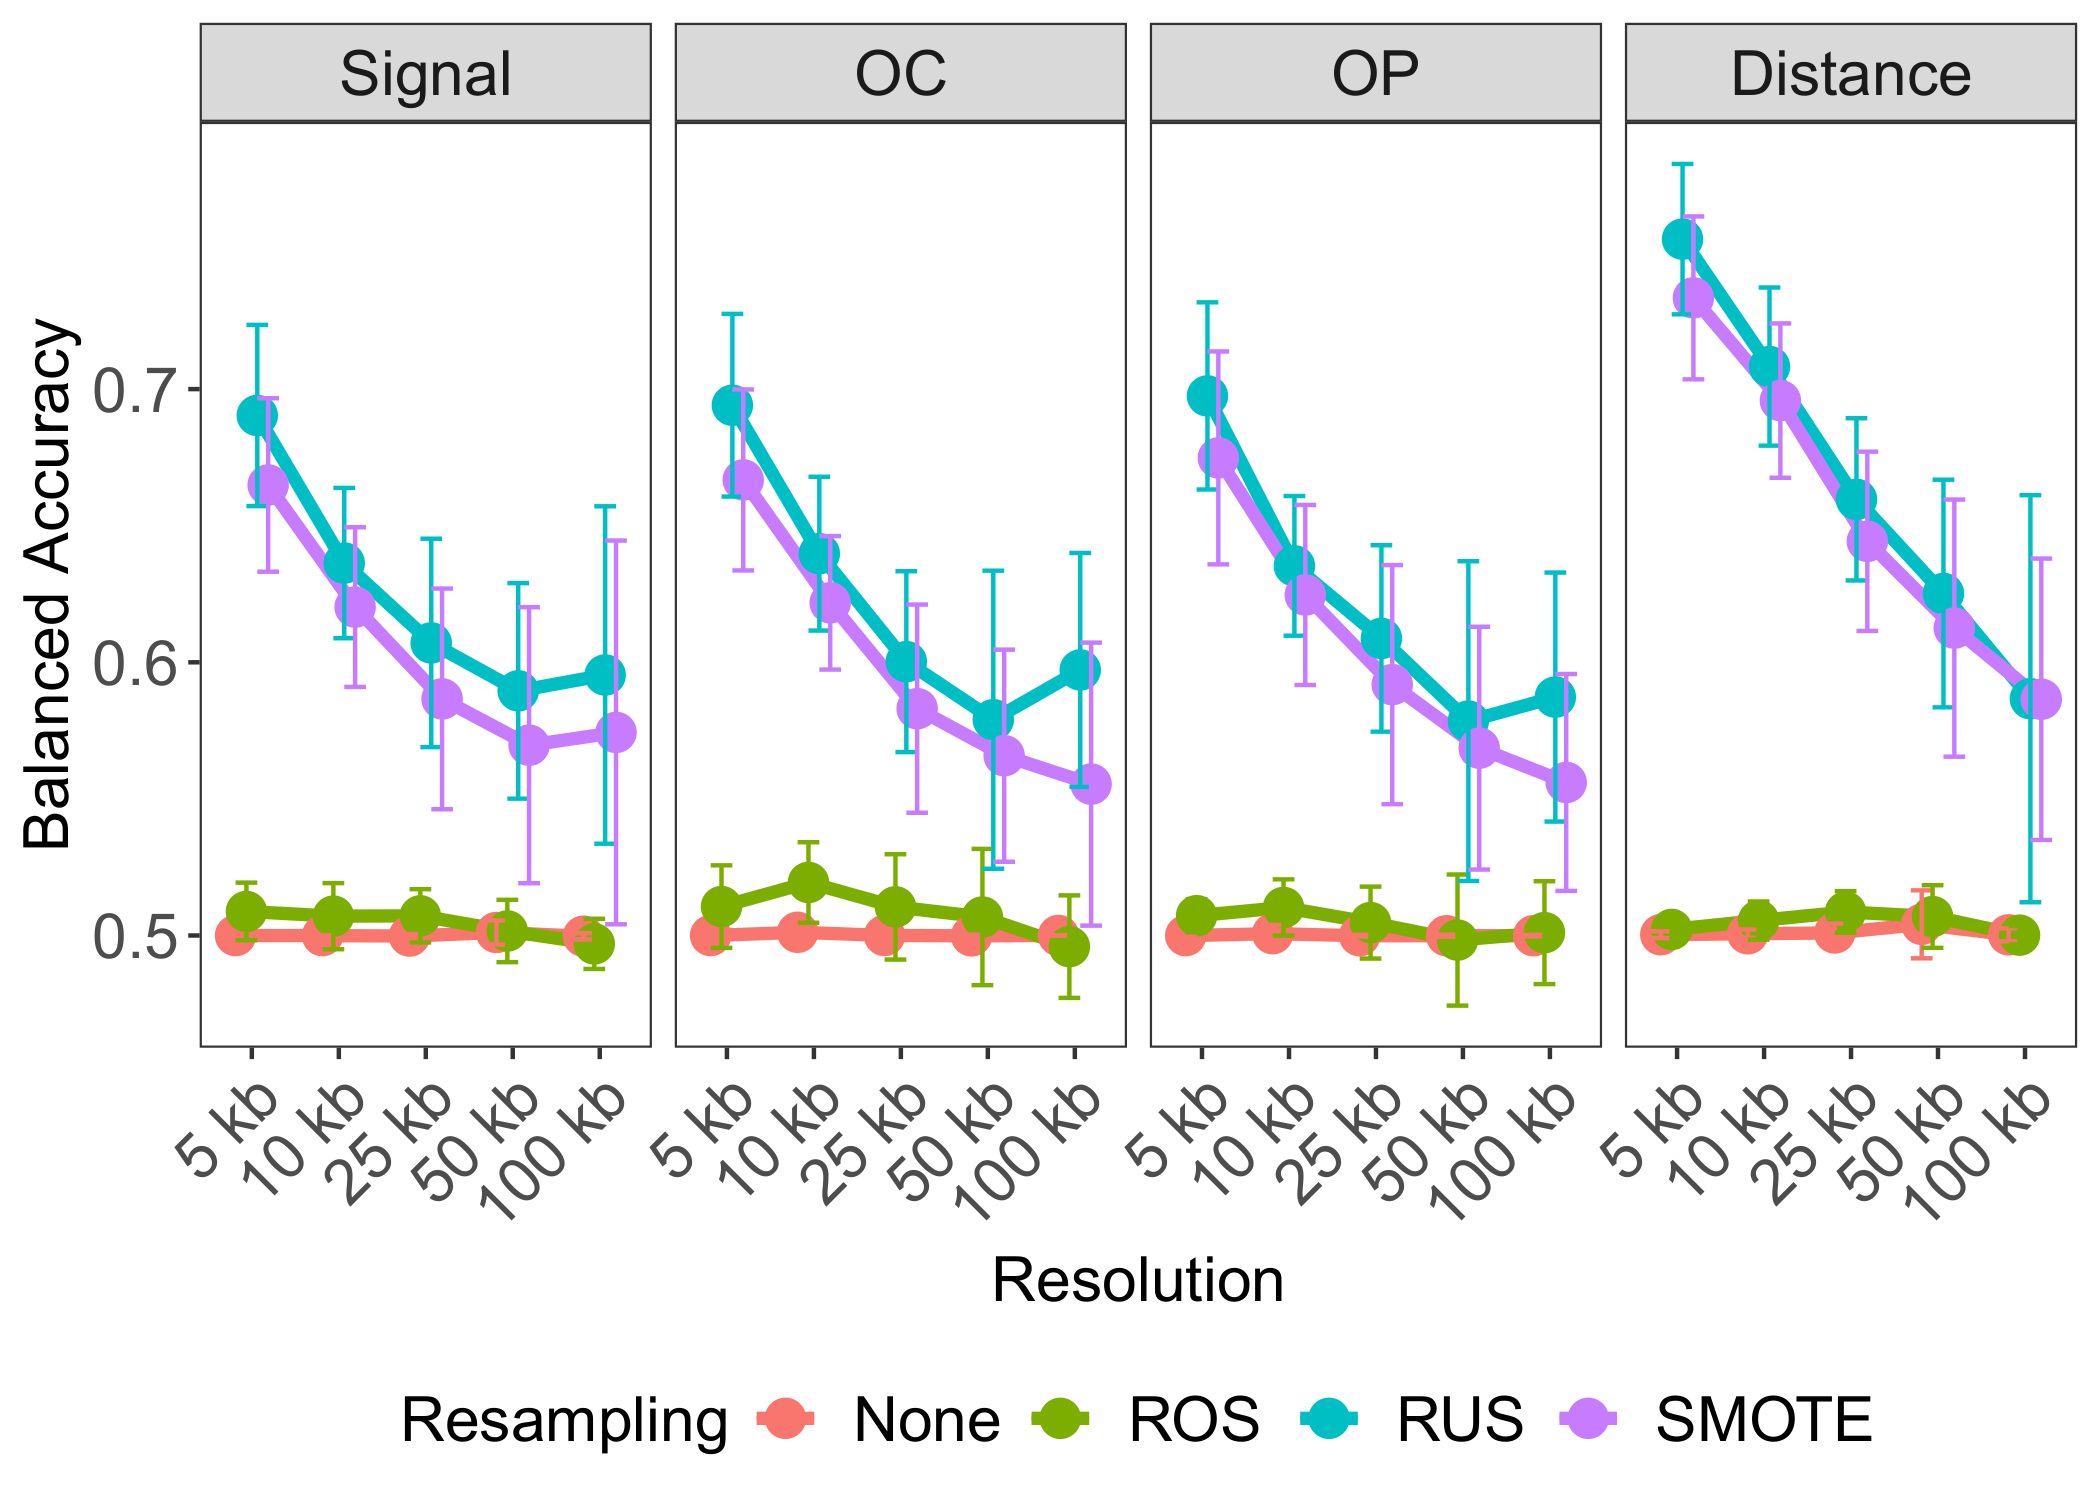 Signal OC OP Distance
Balanced Accuracy
0.7
0.6
0.5
5 kb 10 kb 25 kb 50 kb 100 kb 5 kb 10 kb 25 kb 50 kb 100 kb 5 kb 10 kb 25 kb 50 kb 100 kb 5 kb 10 kb 25 kb 50 kb 100 kb
Resolution
Resampling None ROS RUS SMOTE